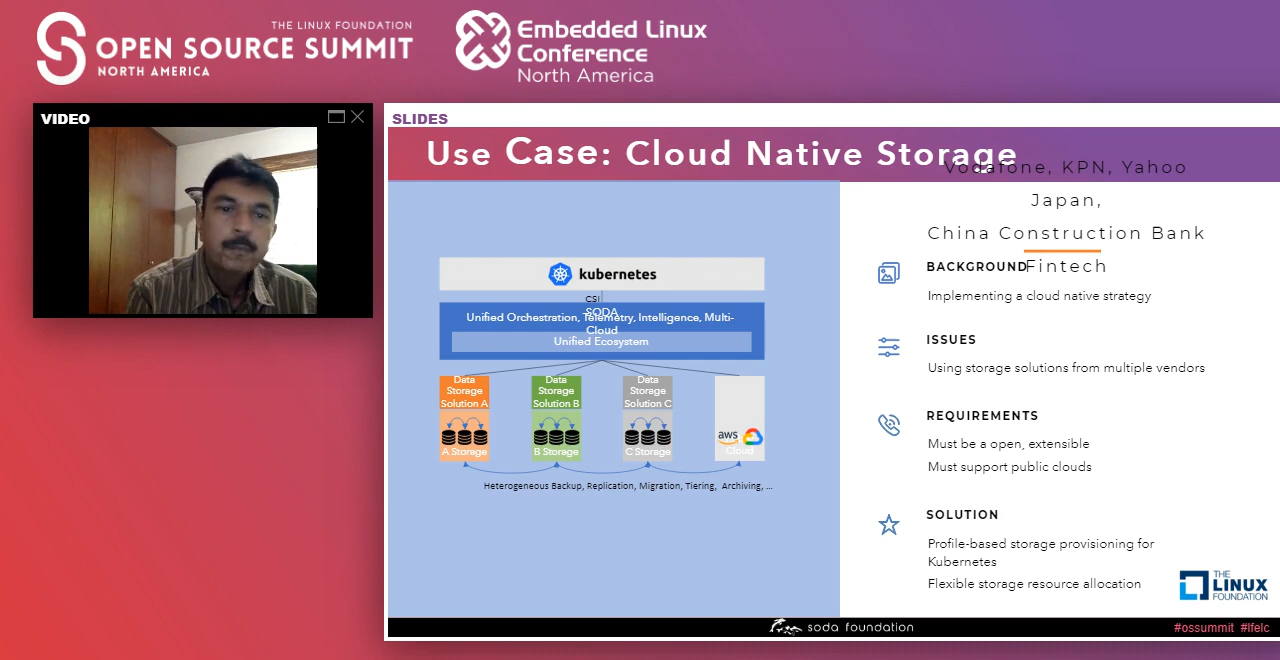 THE LINUX FOUNDATION
OPEN SOURCE SUMMIT
NORTH AMERICA
Embedded Linux
Conference
North America
VIDEO
SLIDES
Use Case: Cloud Native Storage
Vodafone, KPN, Yahoo
Japan,
China Construction Bank
Fintech
kubernetes
CSI
SODA
Unified Orchestration, Telemetry, Intelligence, Multi-
Cloud
Unified Ecosystem
Data
Storage
Solution A
A Storage
Data
Storage
Solution B
B Storage
Data
Storage
Solution C
C Storage
aws
Cloud
Heterogeneous Backup, Replication, Migration, Tiering, Archiving, ...
BACKGROUND
Implementing a cloud native strategy
ISSUES
Using storage solutions from multiple vendors
REQUIREMENTS
Must be a open, extensible
Must support public clouds
SOLUTION
Profile-based storage provisioning for
Kubernetes
Flexible storage resource allocation
THE
LINUX
FOUNDATION
soda foundation
#ossummit #lfelc